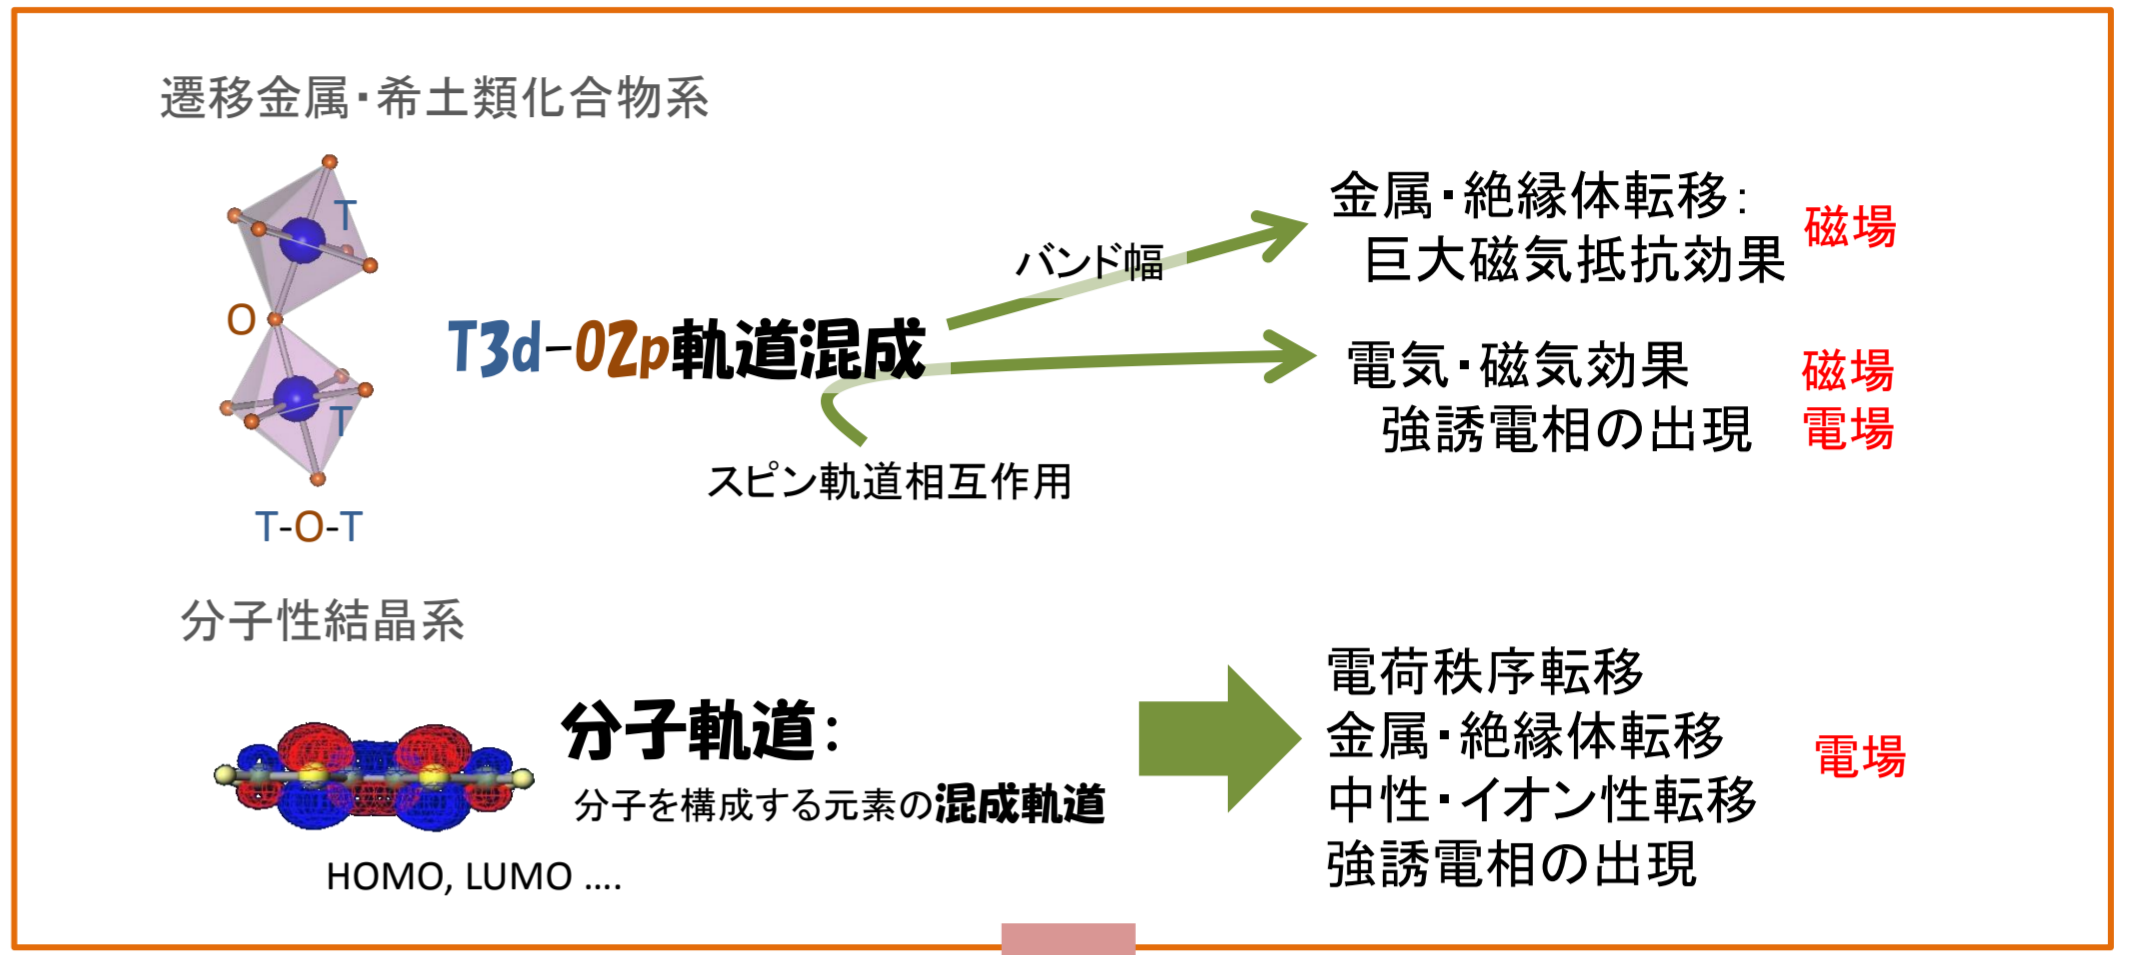 遷移金属・希土類化合物系
T
O
T
T-O-T
T3d-O2p軌道混成
バンド幅
スピン軌道相互作用
金属・絶縁体転移：
巨大磁気抵抗効果
磁場
電気・磁気効果
強誘電相の出現
磁場
電場
分子性結晶系
分子軌道：
分子を構成する元素の混成軌道
HOMO, LUMO ....
電荷秩序転移
金属・絶縁体転移
中性・イオン性転移
強誘電相の出現
電場